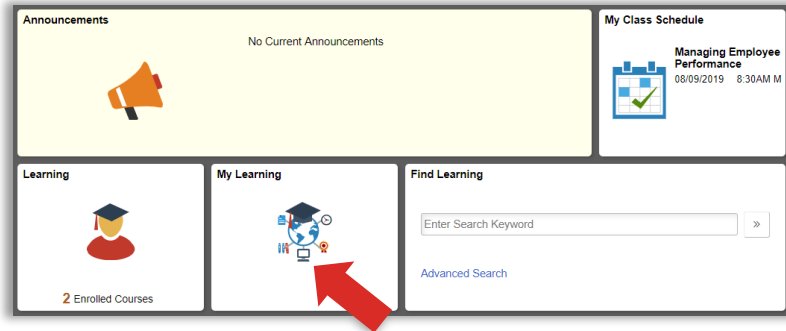 Announcements
No Current Announcements
My Class Schedule
Managing Employee
Performance
08/09/2019 8:30AM M
Learning
2 Enrolled Courses
My Learning
Find Learning
Enter Search Keyword
»
Advanced Search